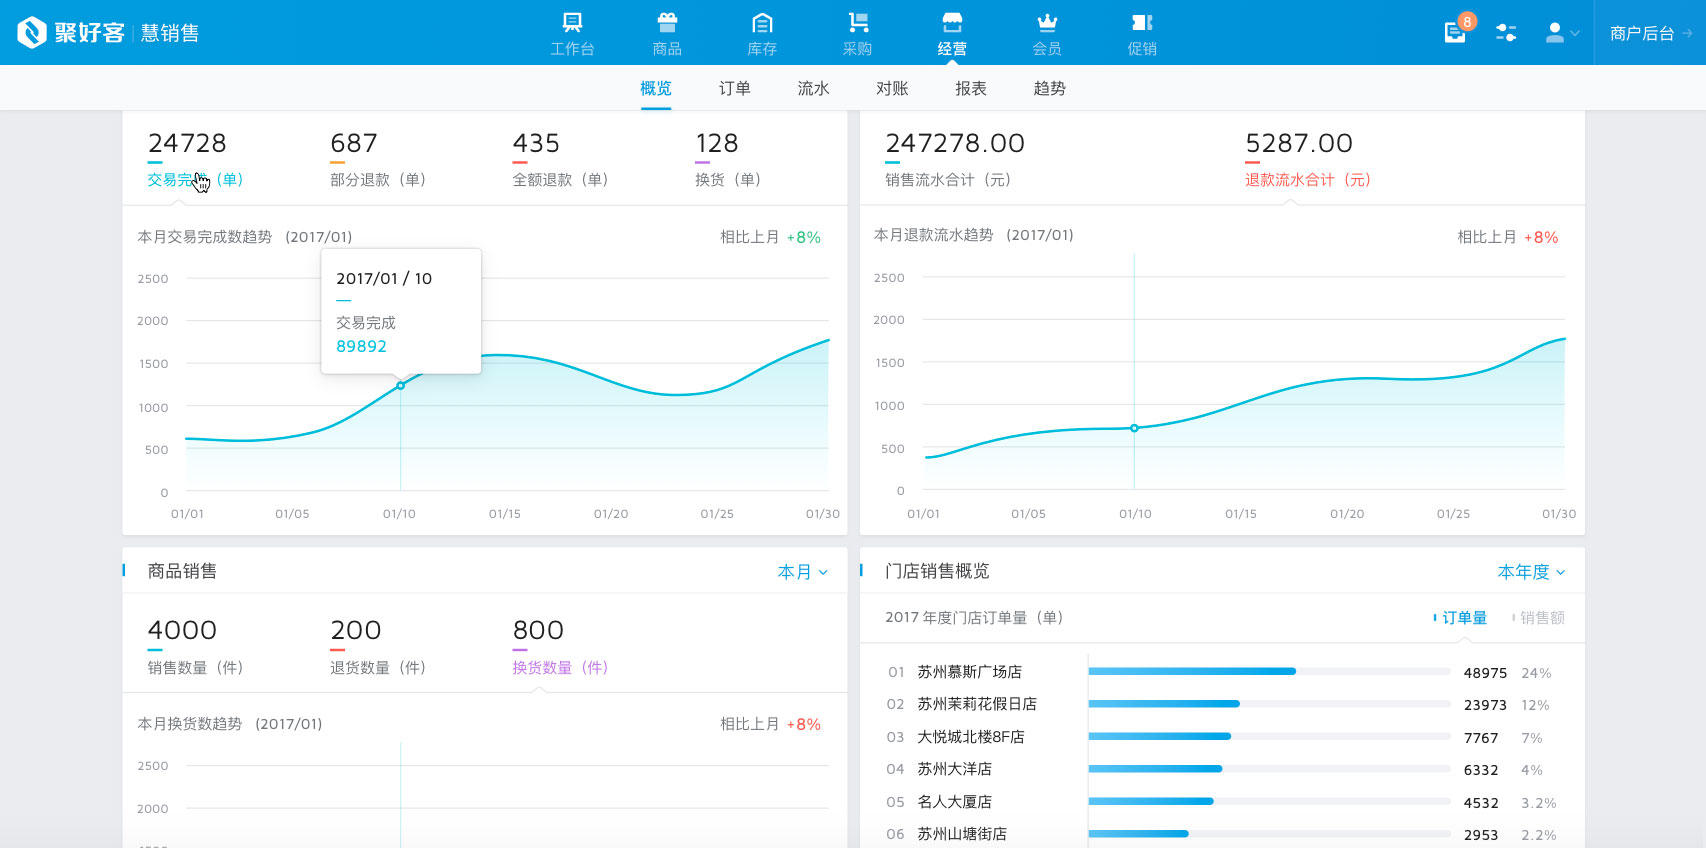 聚好客 慧销售
工作台 商品 库存 采购 经营 会员 促销
8
商户后台
概览 订单 流水 对账 报表 趋势
24728 687 435 128
交易完 （单） 部分退款（单） 全额退款（单） 换货（单）
本月交易完成数趋势 （2017/01） 相比上月 +8%
2017/01 / 10
交易完成
89892
2500
2000
1500
1000
500
0
01/01 01/05 01/10 01/15 01/20 01/25 01/30
247278.00 5287.00
销售流水合计（元） 退款流水合计（元）
本月退款流水趋势 （2017/01） 相比上月 +8%
2500
2000
1500
1000
500
0
01/01 01/05 01/10 01/15 01/20 01/25 01/30
商品销售 本月
4000 200 800
销售数量（件） 退货数量（件） 换货数量（件）
本月换货数趋势 （2017/01） 相比上月 +8%
2500
2000
门店销售概览 本年度
2017 年度门店订单量（单） 订单量 销售额
01 苏州慕斯广场店 48975 24%
02 苏州茉莉花假日店 23973 12%
03 大悦城北楼8F店 7767 7%
04 苏州大洋店 6332 4%
05 名人大厦店 4532 3.2%
06 苏州山塘街店 2953 2.2%